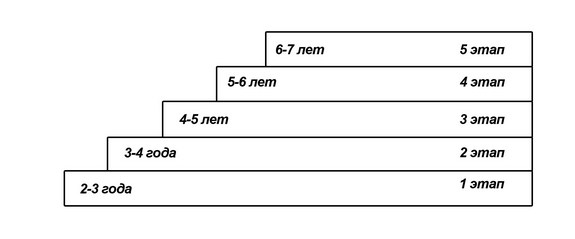 6-7 лет 5 этап
5-6 лет 4 этап
4-5 лет 3 этап
3-4 года 2 этап
2-3 года 1 этап